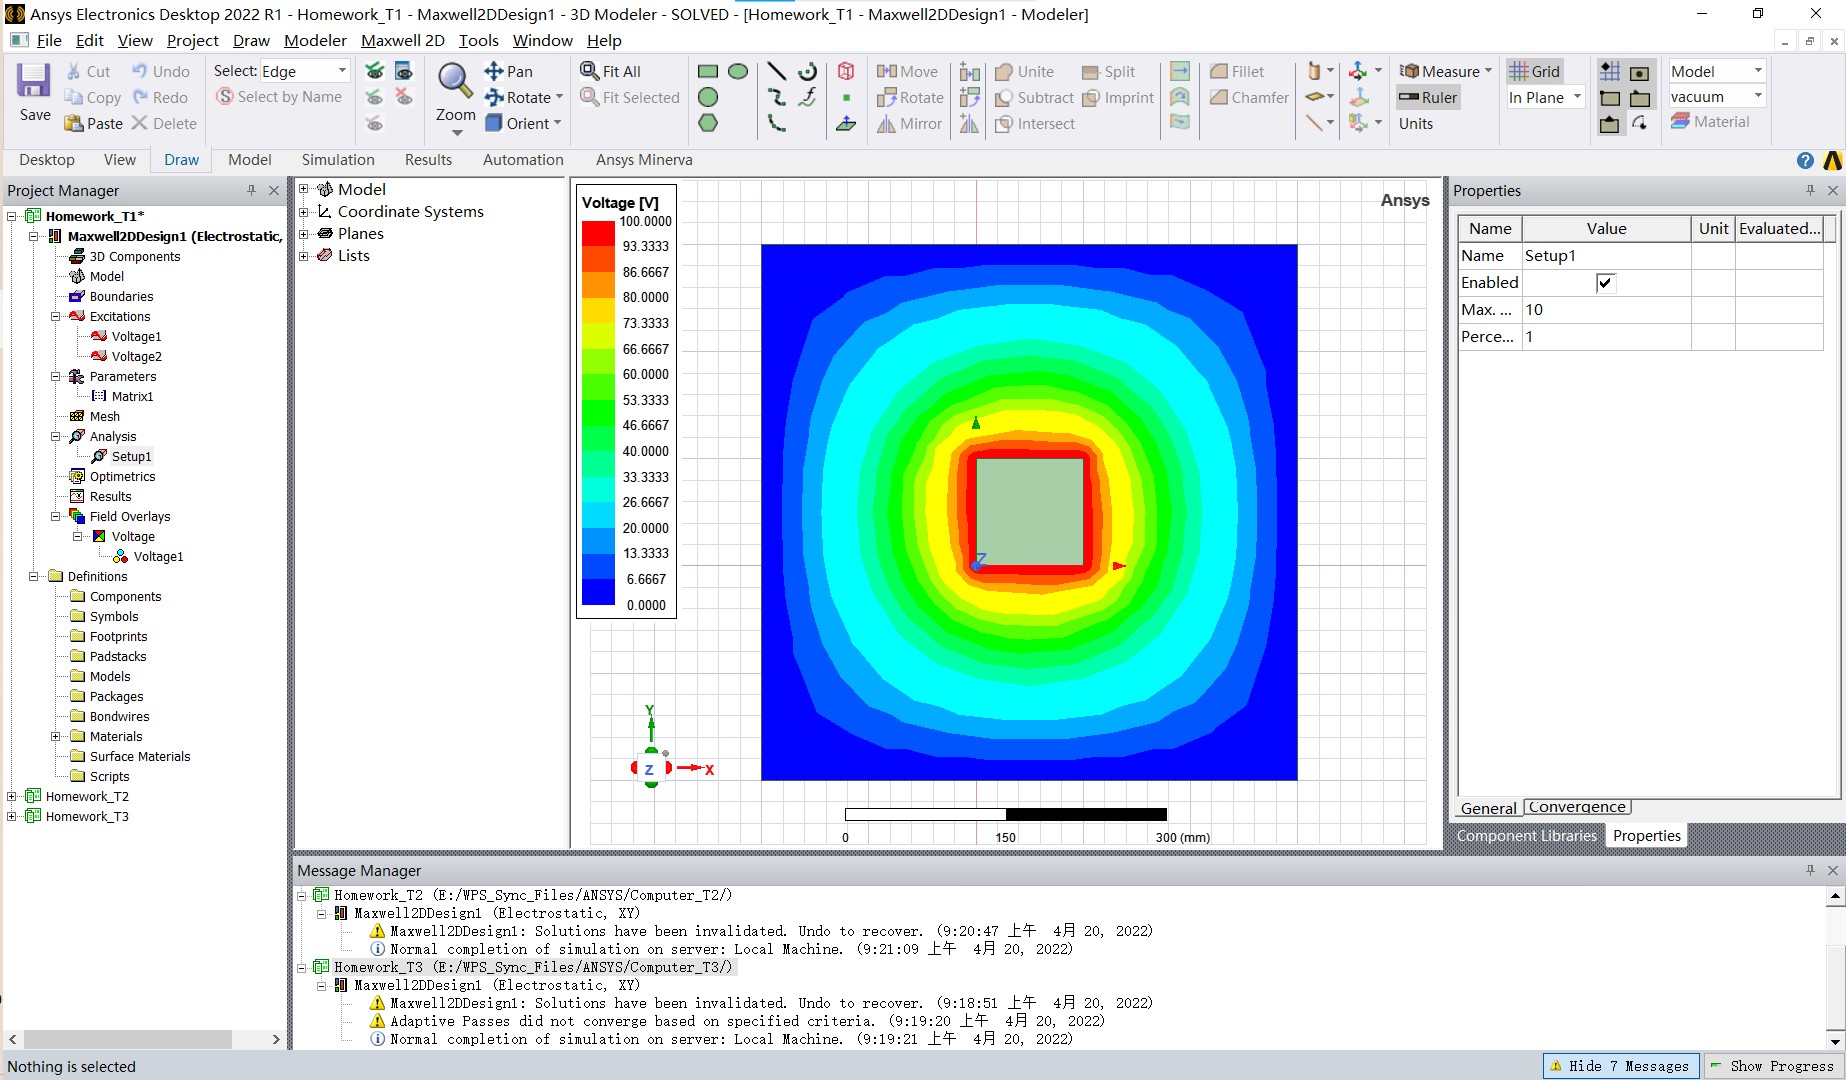 Ansys Electronics Desktop 2022 R1 - Homework_T1 - Maxwell2DDesign1 - 3D Modeler - SOLVED - [Homework_T1 - Maxwell2DDesign1 - Modeler]
File Edit View Project Draw Modeler Maxwell 2D Tools Window Help
Save
Cut
Copy
Paste
Undo
Redo
Delete
Select: Edge
Select by Name
Zoom
Pan
Rotate
Orient
Fit All
Fit Selected
Move
Rotate
Mirror
Unite
Subtract
Intersect
Split
Imprint
Fillet
Chamfer
Measure
Ruler
Units
Grid
In Plane
Model
vacuum
Material
Desktop View Draw Model Simulation Results Automation Ansys Minerva
Project Manager
Homework_T1*
Maxwell2DDesign1 (Electrostatic,
3D Components
Model
Boundaries
Excitations
Voltage1
Voltage2
Parameters
Matrix1
Mesh
Analysis
Setup1
Optimetrics
Results
Field Overlays
Voltage
Voltage1
Definitions
Components
Symbols
Footprints
Padstacks
Models
Packages
Bondwires
Materials
Surface Materials
Scripts
Homework_T2
Homework_T3
Model
Coordinate Systems
Planes
Lists
Voltage [V]
100.0000
93.3333
86.6667
80.0000
73.3333
66.6667
60.0000
53.3333
46.6667
40.0000
33.3333
26.6667
20.0000
13.3333
6.6667
0.0000
Ansys
Z
Y
Z
X
0 150 300 (mm)
Properties
Name Value Unit Evaluated...
Name Setup1
Enabled
Max. ... 10
Perce... 1
General Convergence
Component Libraries Properties
Message Manager
Homework_T2 (E:/WPS_Sync_Files/ANSYS/Computer_T2/)
Maxwell2DDesign1 (Electrostatic, XY)
Maxwell2DDesign1: Solutions have been invalidated. Undo to recover. (9:20:47 上午 4月 20, 2022)
Normal completion of simulation on server: Local Machine. (9:21:09 上午 4月 20, 2022)
Homework_T3 (E:/WPS_Sync_Files/ANSYS/Computer_T3/)
Maxwell2DDesign1 (Electrostatic, XY)
Maxwell2DDesign1: Solutions have been invalidated. Undo to recover. (9:18:51 上午 4月 20, 2022)
Adaptive Passes did not converge based on specified criteria. (9:19:20 上午 4月 20, 2022)
Normal completion of simulation on server: Local Machine. (9:19:21 上午 4月 20, 2022)
Nothing is selected
Hide 7 Messages
Show Progress